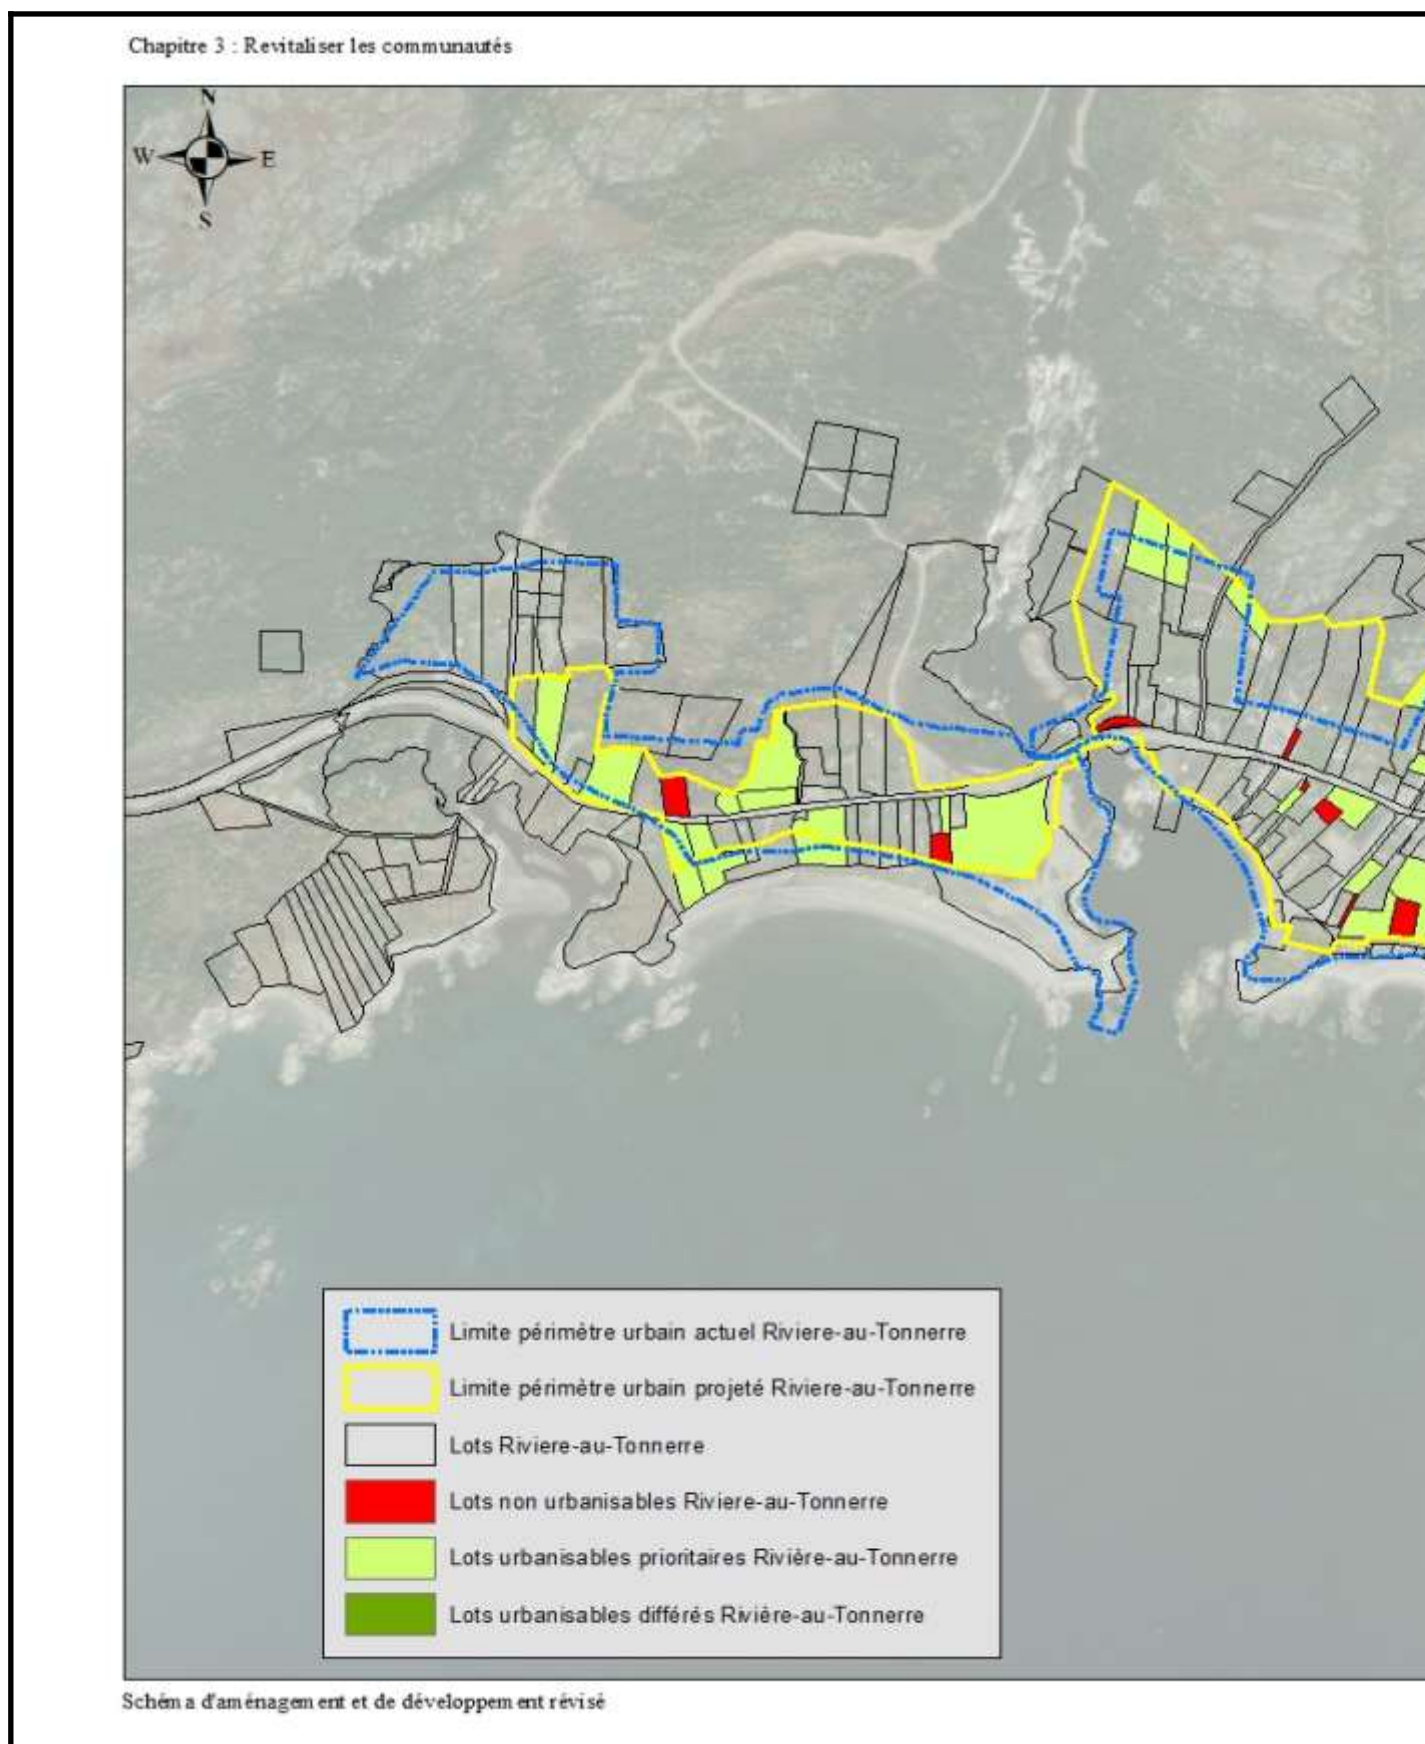 Chapitre 3 : Revitaliser les communautés
N
W E
S
Limite périmètre urbain actuel Riviere-au-Tonnerre
Limite périmètre urbain projeté Riviere-au-Tonnerre
Lots Riviere-au-Tonnerre
Lots non urbanisables Riviere-au-Tonnerre
Lots urbanisables prioritaires Rivière-au-Tonnerre
Lots urbanisables différés Rivière-au-Tonnerre
Schéma d'aménagement et de développement révisé